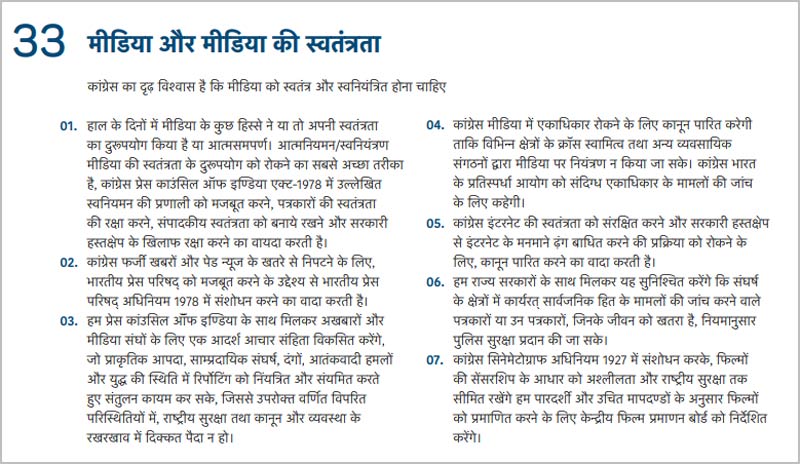 33 मीडिया और मीडिया की स्वतंत्रता
कांग्रेस का दृढ़ विश्वास है कि मीडिया को स्वतंत्र और स्वनियंत्रित होना चाहिए
01. हाल के दिनों में मीडिया के कुछ हिस्से ने या तो अपनी स्वतंत्रता
का दुरूपयोग किया है या आत्मसमपर्ण। आत्मनियमन/स्वनियंत्रण
मीडिया की स्वतंत्रता के दुरूपयोग को रोकने का सबसे अच्छा तरीका
है, कांग्रेस प्रेस काउंसिल ऑफ इण्डिया एक्ट-1978 में उल्लेखित
स्वनियमन की प्रणाली को मजबूत करने, पत्रकारों की स्वतंत्रता
की रक्षा करने, संपादकीय स्वतंत्रता को बनाये रखने और सरकारी
हस्तक्षेप के खिलाफ रक्षा करने का वायदा करती है।
02. कांग्रेस फर्जी खबरों और पेड न्यूज के खतरे से निपटने के लिए,
भारतीय प्रेस परिषद् को मजबूत करने के उद्देश्य से भारतीय प्रेस
परिषद् अधिनियम 1978 में संशोधन करने का वादा करती है।
03. हम प्रेस कांउसिल ऑफ इण्डिया के साथ मिलकर अखबारों और
मीडिया संघों के लिए एक आदर्श आचार संहिता विकसित करेंगे,
जो प्राकृतिक आपदा, साम्प्रदायिक संघर्ष, दंगों, आतंकवादी हमलों
और युद्ध की स्थिति में रिर्पोटिंग को निंयत्रित और संयमित करते
हुए संतुलन कायम कर सके, जिससे उपरोक्त वर्णित विपरित
परिस्थितियों में, राष्ट्रीय सुरक्षा तथा कानून और व्यवस्था के
रखरखाव में दिक्कत पैदा न हो।
04. कांग्रेस मीडिया में एकाधिकार रोकने के लिए कानून पारित करेगी
ताकि विभिन्न क्षेत्रों के क्रॉस स्वामित्व तथा अन्य व्यवसायिक
संगठनों द्वारा मीडिया पर नियंत्रण न किया जा सके। कांग्रेस भारत
के प्रतिस्पर्धा आयोग को संदिग्ध एकाधिकार के मामलों की जांच
के लिए कहेगी।
05. कांग्रेस इंटरनेट की स्वतंत्रता को संरक्षित करने और सरकारी हस्तक्षेप
से इंटरनेट के मनमाने ढ़ंग बाधित करने की प्रक्रिया को रोकने के
लिए, कानून पारित करने का वादा करती है।
06. हम राज्य सरकारों के साथ मिलकर यह सुनिश्चित करेंगे कि संघर्ष
के क्षेत्रों में कार्यरत् सार्वजनिक हित के मामलों की जांच करने वाले
पत्रकारों या उन पत्रकारों, जिनके जीवन को खतरा है, नियमानुसार
पुलिस सुरक्षा प्रदान की जा सके।
07. कांग्रेस सिनेमेटोग्राफ अधिनियम 1927 में संशोधन करके, फिल्मों
की सेंसरशिप के आधार को अश्लीलता और राष्ट्रीय सुरक्षा तक
सीमित रखेंगे हम पारदर्शी और उचित मापदण्डों के अनुसार फिल्मों
को प्रमाणित करने के लिए केन्द्रीय फिल्म प्रमाणन बोर्ड को निर्देशित
करेंगे।